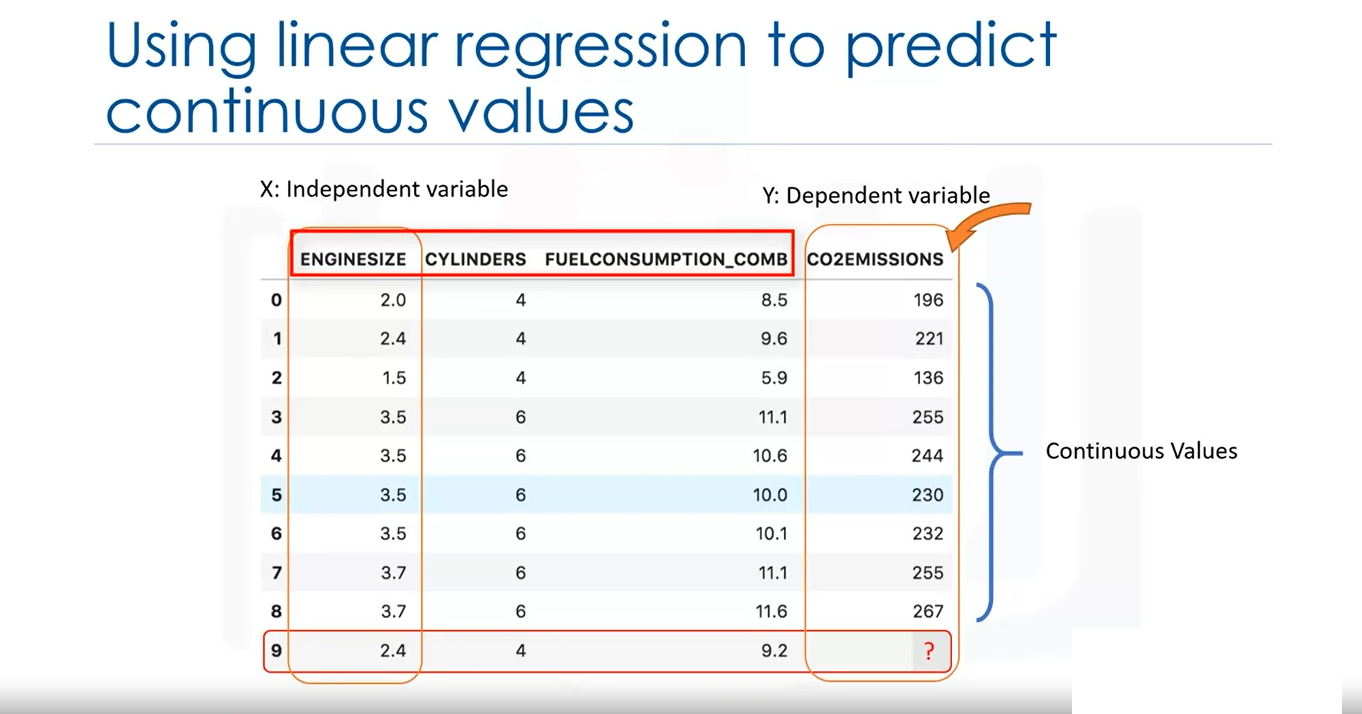 Using linear regression to predict
continuous values
X: Independent variable
Y: Dependent variable
ENGINESIZE CYLINDERS FUELCONSUMPTION_COMB CO2EMISSIONS
0 2.0 4 8.5 196
1 2.4 4 9.6 221
2 1.5 4 5.9 136
3 3.5 6 11.1 255
4 3.5 6 10.6 244
5 3.5 6 10.0 230
6 3.5 6 10.1 232
7 3.7 6 11.1 255
8 3.7 6 11.6 267
9 2.4 4 9.2 ?
Continuous Values